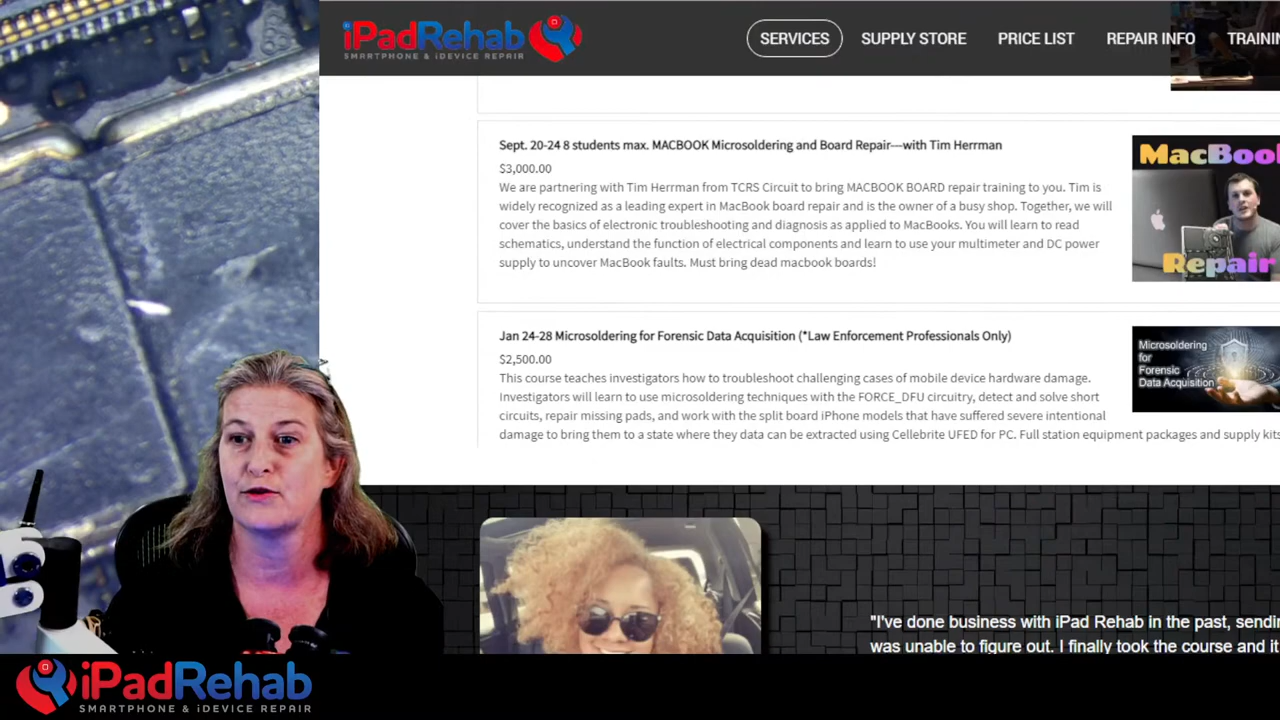 iPadRehab
SMARTPHONE & iDEVICE REPAIR
SERVICES SUPPLY STORE PRICE LIST REPAIR INFO
Sept. 20-24 8 students max. MACBOOK Microsoldering and Board Repair---with Tim Herrman
$3,000.00
We are partnering with Tim Herrman from TCRS Circuit to bring MACBOOK BOARD repair training to you. Tim is
widely recognized as a leading expert in MacBook board repair and is the owner of a busy shop. Together, we will
cover the basics of electronic troubleshooting and diagnosis as applied to MacBooks. You will learn to read
schematics, understand the function of electrical components and learn to use your multimeter and DC power
supply to uncover MacBook faults. Must bring dead macbook boards!
MacBook
Repair
Jan 24-28 Microsoldering for Forensic Data Acquisition (*Law Enforcement Professionals Only)
$2,500.00
This course teaches investigators how to troubleshoot challenging cases of mobile device hardware damage.
Investigators will learn to use microsoldering techniques with the FORCE_DFU circuitry, detect and solve short
circuits, repair missing pads, and work with the split board iPhone models that have suffered severe intentional
damage to bring them to a state where they data can be extracted using Cellebrite UFED for PC. Full station equipment packages and supply kits
Microsoldering
for
Forensic
Data Acquisition
"I've done business with iPad Rehab in the past,
was unable to figure out. I finally took the course and it
iPadRehab
SMARTPHONE & iDEVICE REPAIR